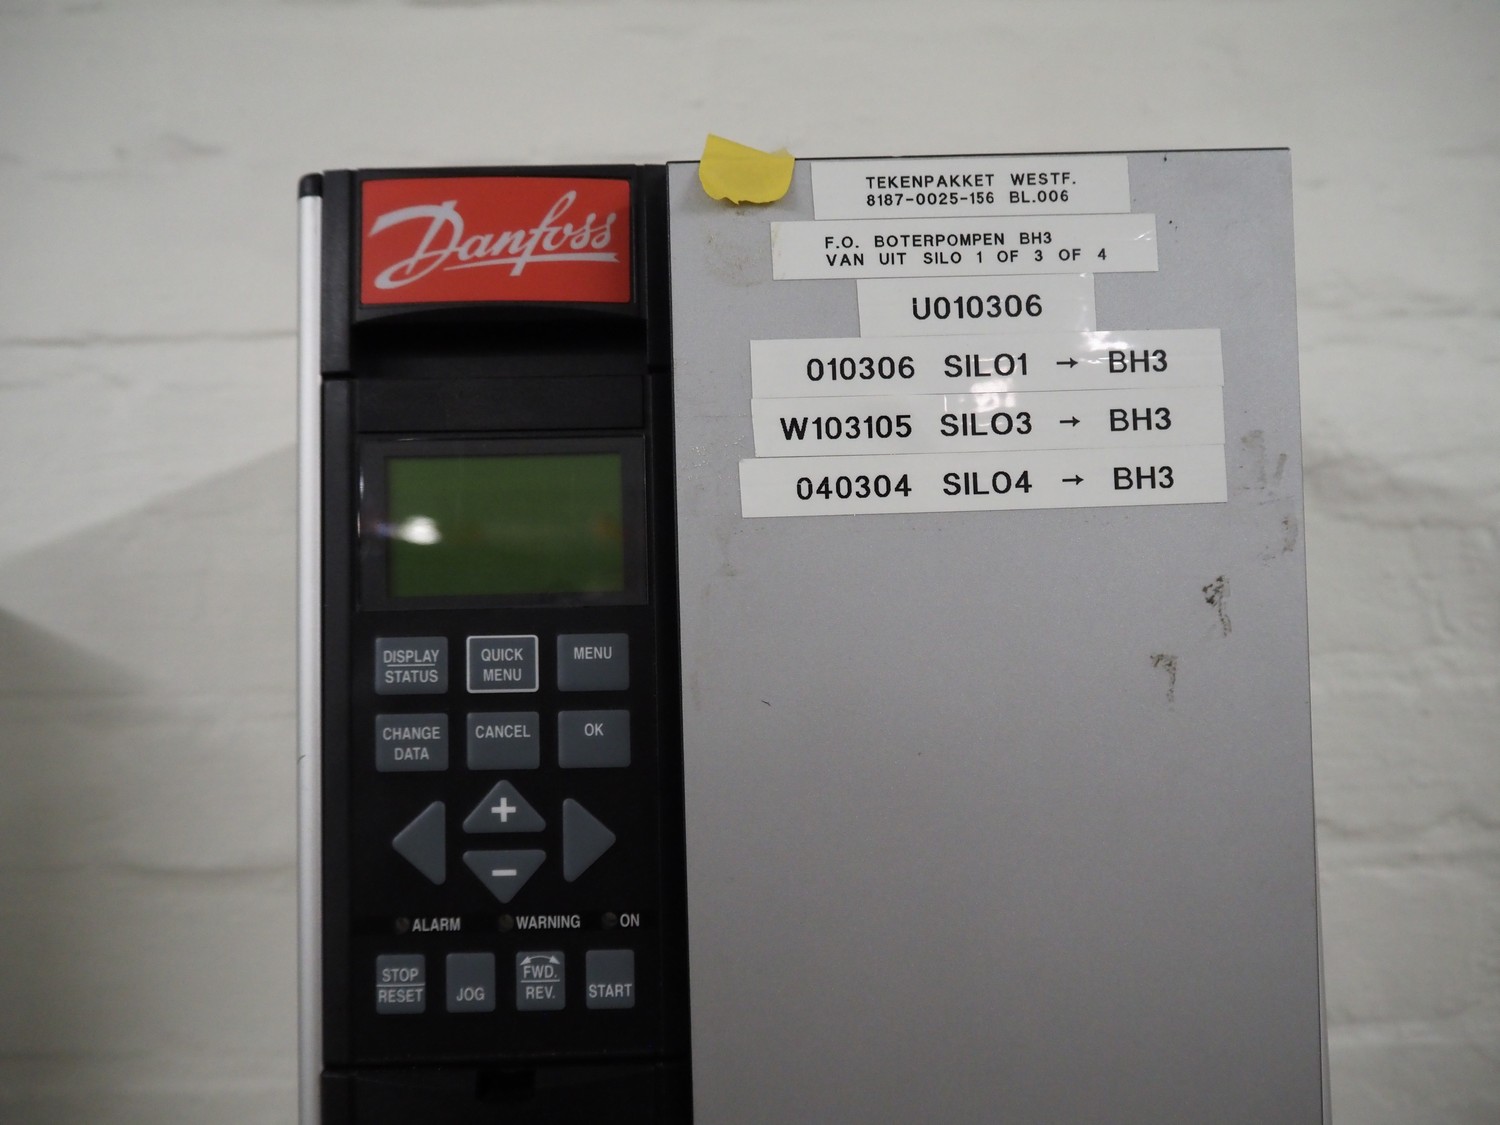 Danfoss
TEKENPAKKET WESTF.
8187-0025-156 BL.006
F.O. BOTERPOMPEN BH3
VAN UIT SILO 1 OF 3 OF 4
U010306
010306 SILO1 → BH3
W103105 SILO3 → BH3
040304 SILO4 → BH3
DISPLAY
STATUS
QUICK
MENU
MENU
CHANGE
DATA
CANCEL
OK
+
−
ALARM
WARNING
ON
STOP
RESET
JOG
FWD.
REV.
START